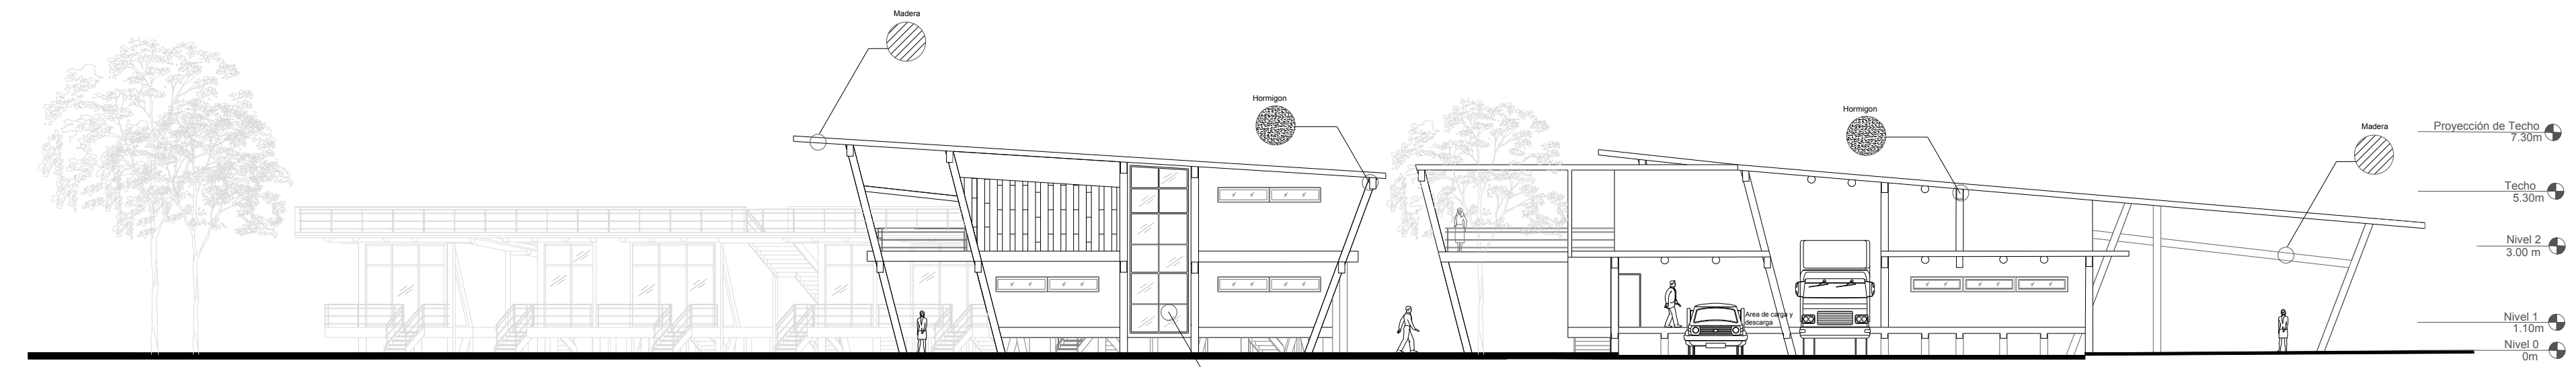 Madera
Hormigon
Hormigon
Madera
Proyección de Techo
7.30m
Techo
5.30m
Nivel 2
3.00 m
Area de carga y
descarga
Nivel 1
1.10m
Nivel 0
0m